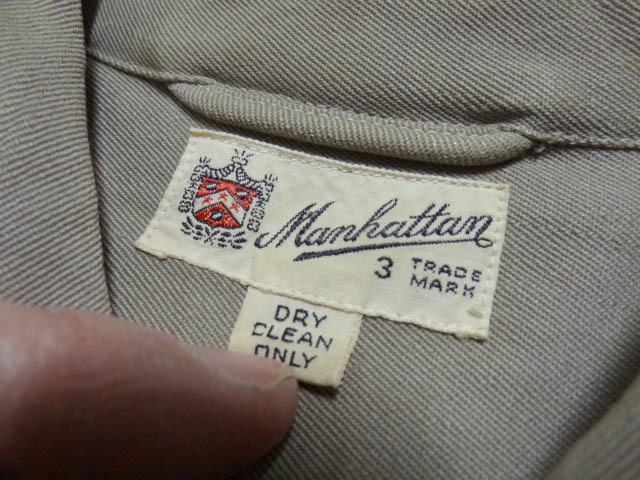 Manhattan
3 TRADE
MARK
DRY
CLEAN
ONLY